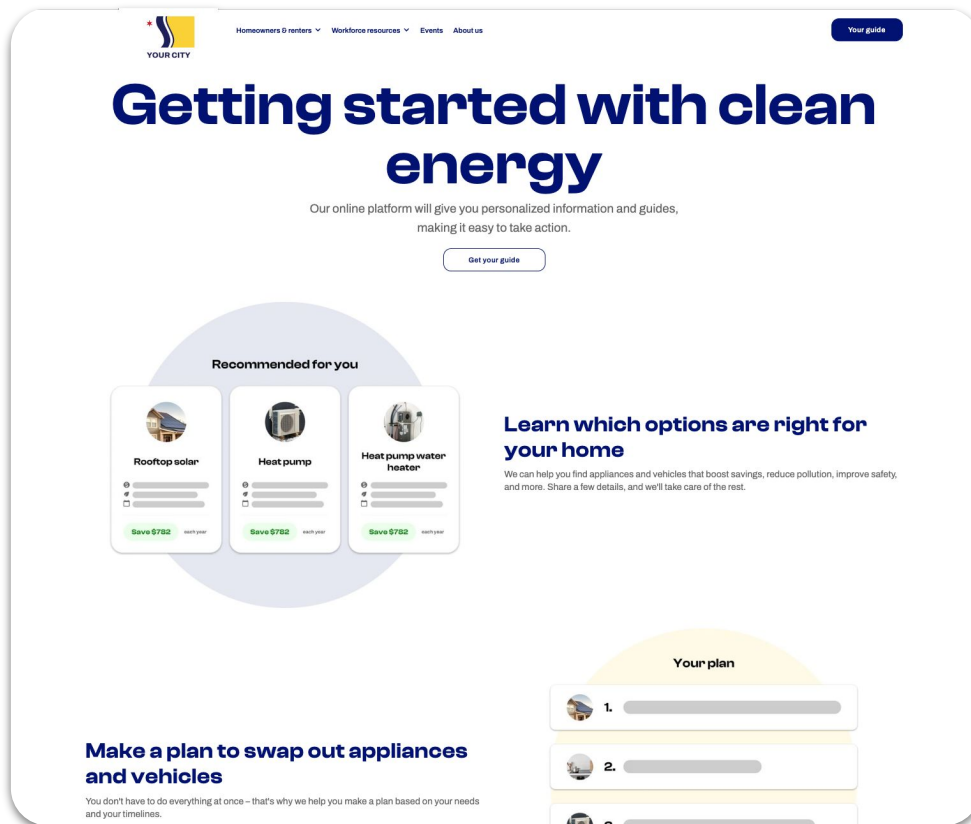 YOUR CITY
Homeowners & renters
Workforce resources
Events
About us
Your guide
Getting started with clean
energy
Our online platform will give you personalized information and guides,
making it easy to take action.
Get your guide
Recommended for you
Rooftop solar
Save $782 each year
Heat pump
Save $782 each year
Heat pump water
heater
Save $782 each year
Learn which options are right for
your home
We can help you find appliances and vehicles that boost savings, reduce pollution, improve safety,
and more. Share a few details, and we'll take care of the rest.
Your plan
1.
2.
Make a plan to swap out appliances
and vehicles
You don't have to do everything at once – that's why we help you make a plan based on your needs
and your timelines.